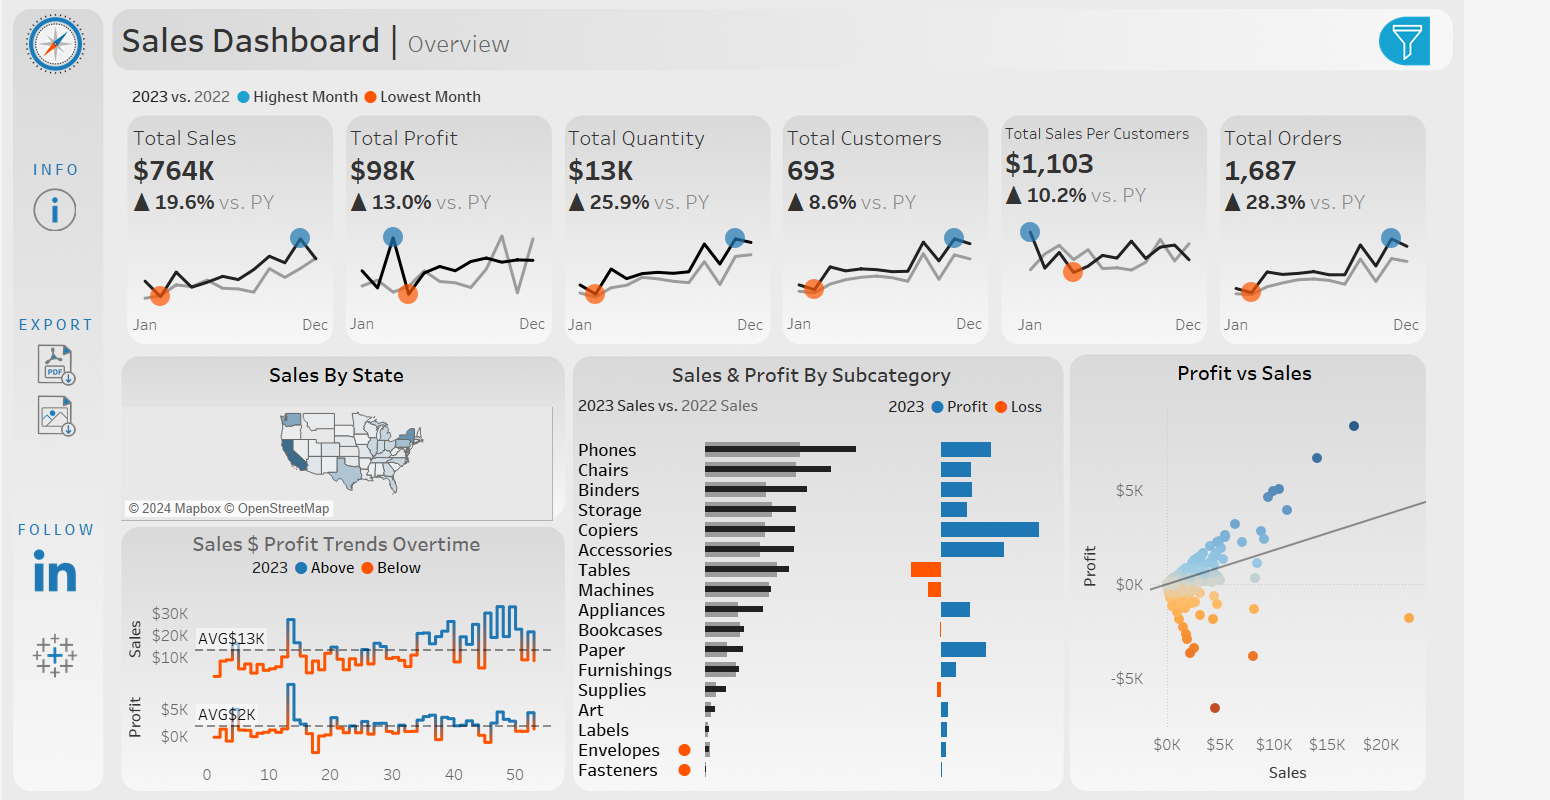 Sales Dashboard | Overview
2023 vs. 2022 Highest Month Lowest Month
INFO
EXPORT
PDF
FOLLOW
in
Total Sales
$764K
▲ 19.6% vs. PY
Jan Dec
Total Profit
$98K
▲ 13.0% vs. PY
Jan Dec
Total Quantity
$13K
▲ 25.9% vs. PY
Jan Dec
Total Customers
693
▲ 8.6% vs. PY
Jan Dec
Total Sales Per Customers
$1,103
▲ 10.2% vs. PY
Jan Dec
Total Orders
1,687
▲ 28.3% vs. PY
Jan Dec
Sales By State
© 2024 Mapbox © OpenStreetMap
Sales $ Profit Trends Overtime
2023 Above Below
Sales
$30K
$20K
$10K
AVG$13K
Profit
$5K
$0K
AVG$2K
0 10 20 30 40 50
Sales & Profit By Subcategory
2023 Sales vs. 2022 Sales
2023 Profit Loss
Phones
Chairs
Binders
Storage
Copiers
Accessories
Tables
Machines
Appliances
Bookcases
Paper
Furnishings
Supplies
Art
Labels
Envelopes
Fasteners
Profit vs Sales
Profit
$5K
$0K
-$5K
$0K $5K $10K $15K $20K
Sales